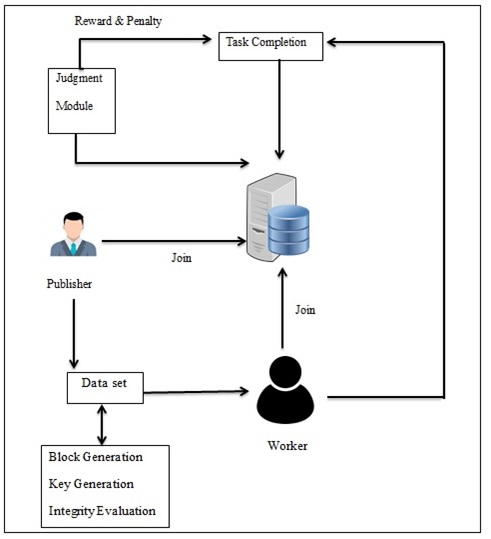 Reward & Penalty
Task Completion
Judgment
Module
Join
Publisher
Join
Data set
Worker
Block Generation
Key Generation
Integrity Evaluation